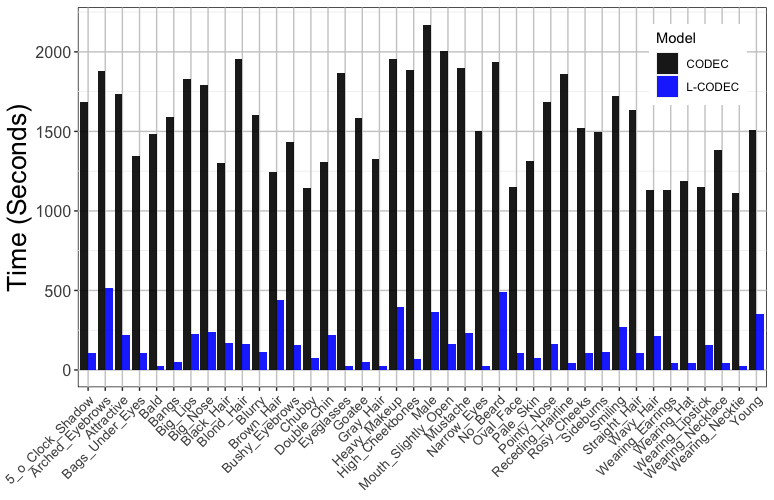 Time (Seconds)
2000
1500
1000
500
0
Model
CODEC
L-CODEC
5_o_Clock_Shadow
Arched_Eyebrows
Attractive
Bags_Under_Eyes
Bald
Bangs
Big_Lips
Big_Nose
Black_Hair
Blond_Hair
Blurry
Brown_Hair
Bushy_Eyebrows
Chubby
Double_Chin
Eyeglasses
Goatee
Gray_Hair
Heavy_Makeup
High_Cheekbones
Male
Mouth_Slightly_Open
Mustache
Narrow_Eyes
No_Beard
Oval_Face
Pale_Skin
Pointy_Nose
Receding_Hairline
Rosy_Cheeks
Sideburns
Smiling
Straight_Hair
Wavy_Hair
Wearing_Earrings
Wearing_Hat
Wearing_Lipstick
Wearing_Necklace
Wearing_Necktie
Young